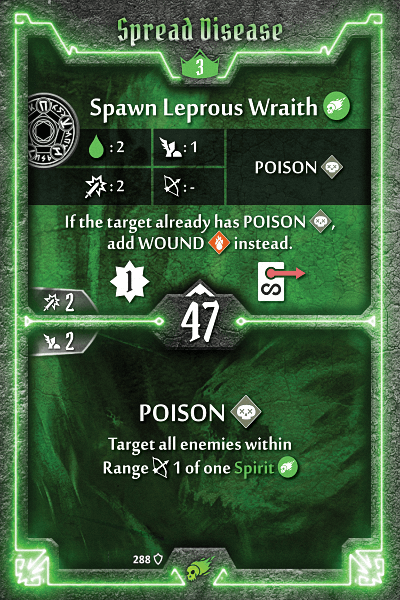 Spread Disease
3
Spawn Leprous Wraith
: 2
: 1
POISON
: 2
: -
If the target already has POISON ,
add WOUND instead.
1
2
47
2
POISON
Target all enemies within
Range 1 of one Spirit
288